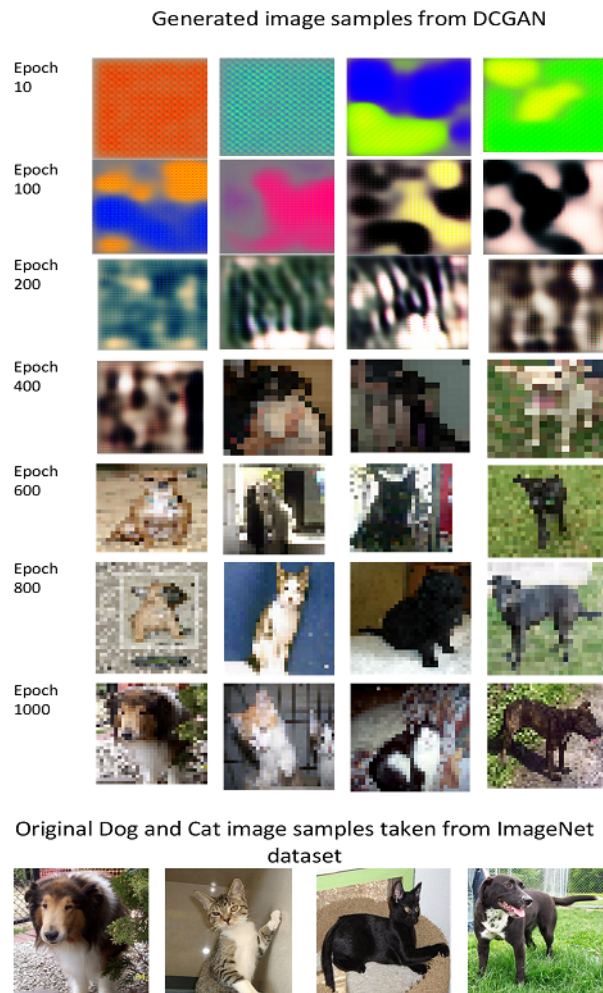 Generated image samples from DCGAN
Epoch
10
Epoch
100
Epoch
200
Epoch
400
Epoch
600
Epoch
800
Epoch
1000
Original Dog and Cat image samples taken from ImageNet
dataset